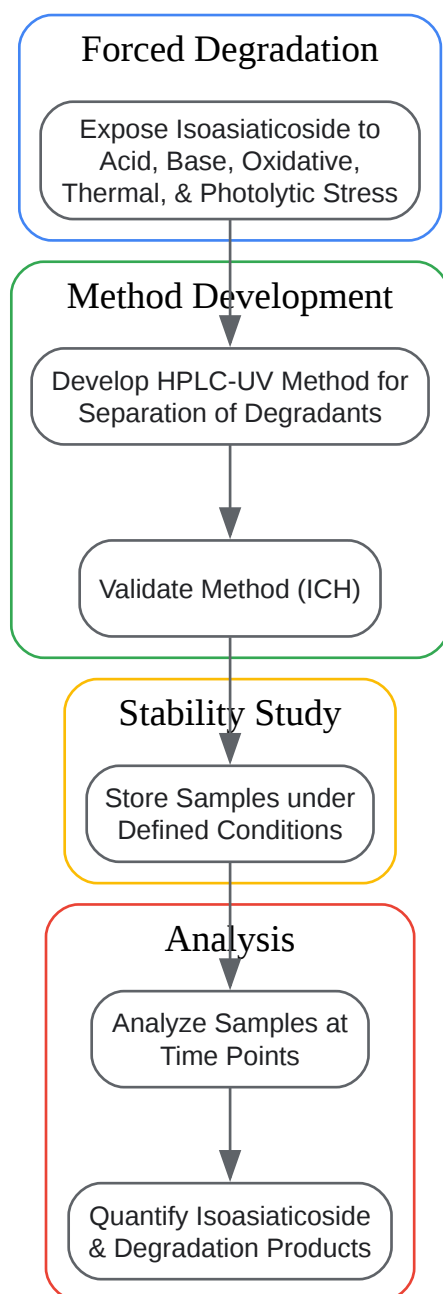 Forced Degradation
Expose Isoasiaticoside to
Acid, Base, Oxidative,
Thermal, & Photolytic Stress
Method Development
Develop HPLC-UV Method for
Separation of Degradants
Validate Method (ICH)
Stability Study
Store Samples under
Defined Conditions
Analysis
Analyze Samples at
Time Points
Quantify Isoasiaticoside
& Degradation Products